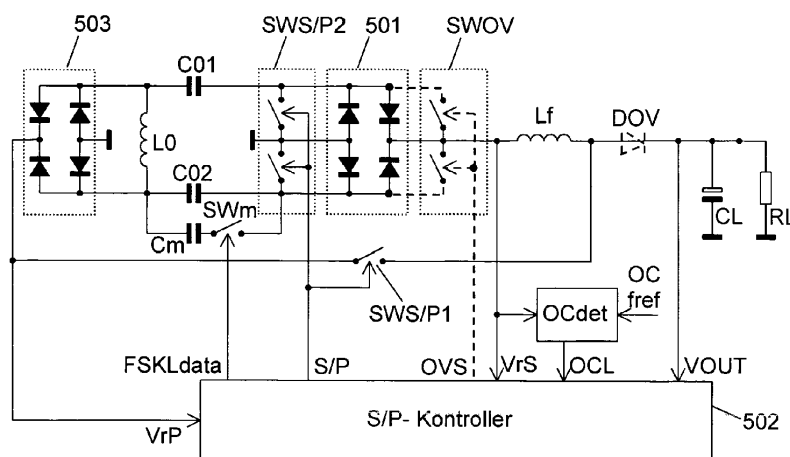 503
SWS/P2
501
SWOV
C01
L0
C02
SWm
Cm
Lf
DOV
CL
RL
SWS/P1
OC
fref
OCdet
FSKLdata
S/P
OVS
VrS
OCL
VOUT
VrP
S/P- Kontroller
502